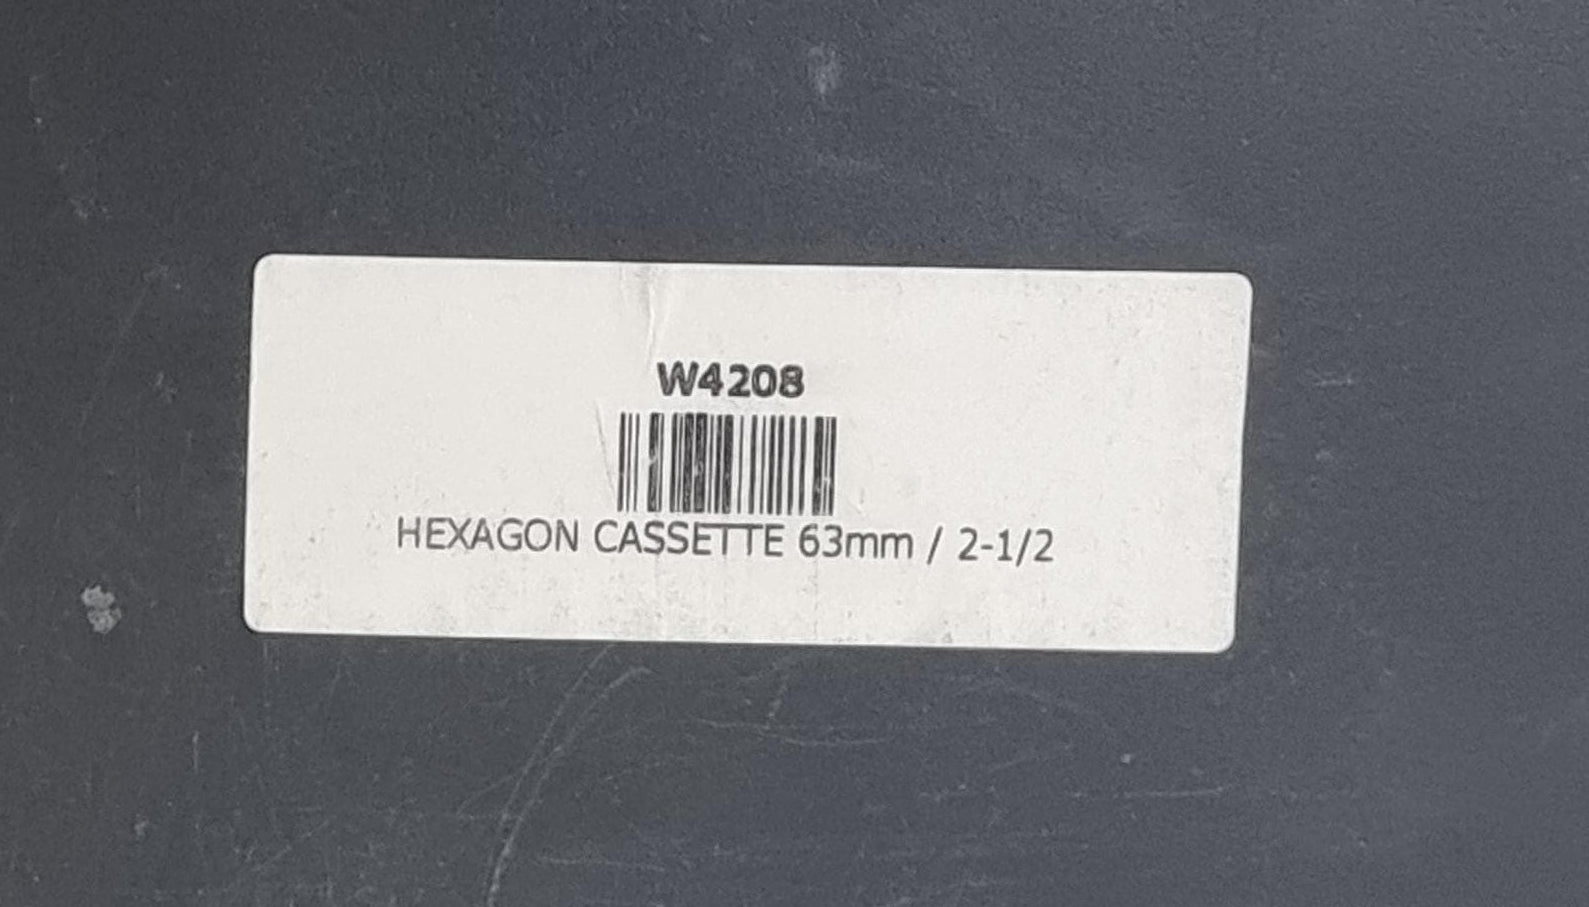 W4208
HEXAGON CASSETTE 63mm / 2-1/2